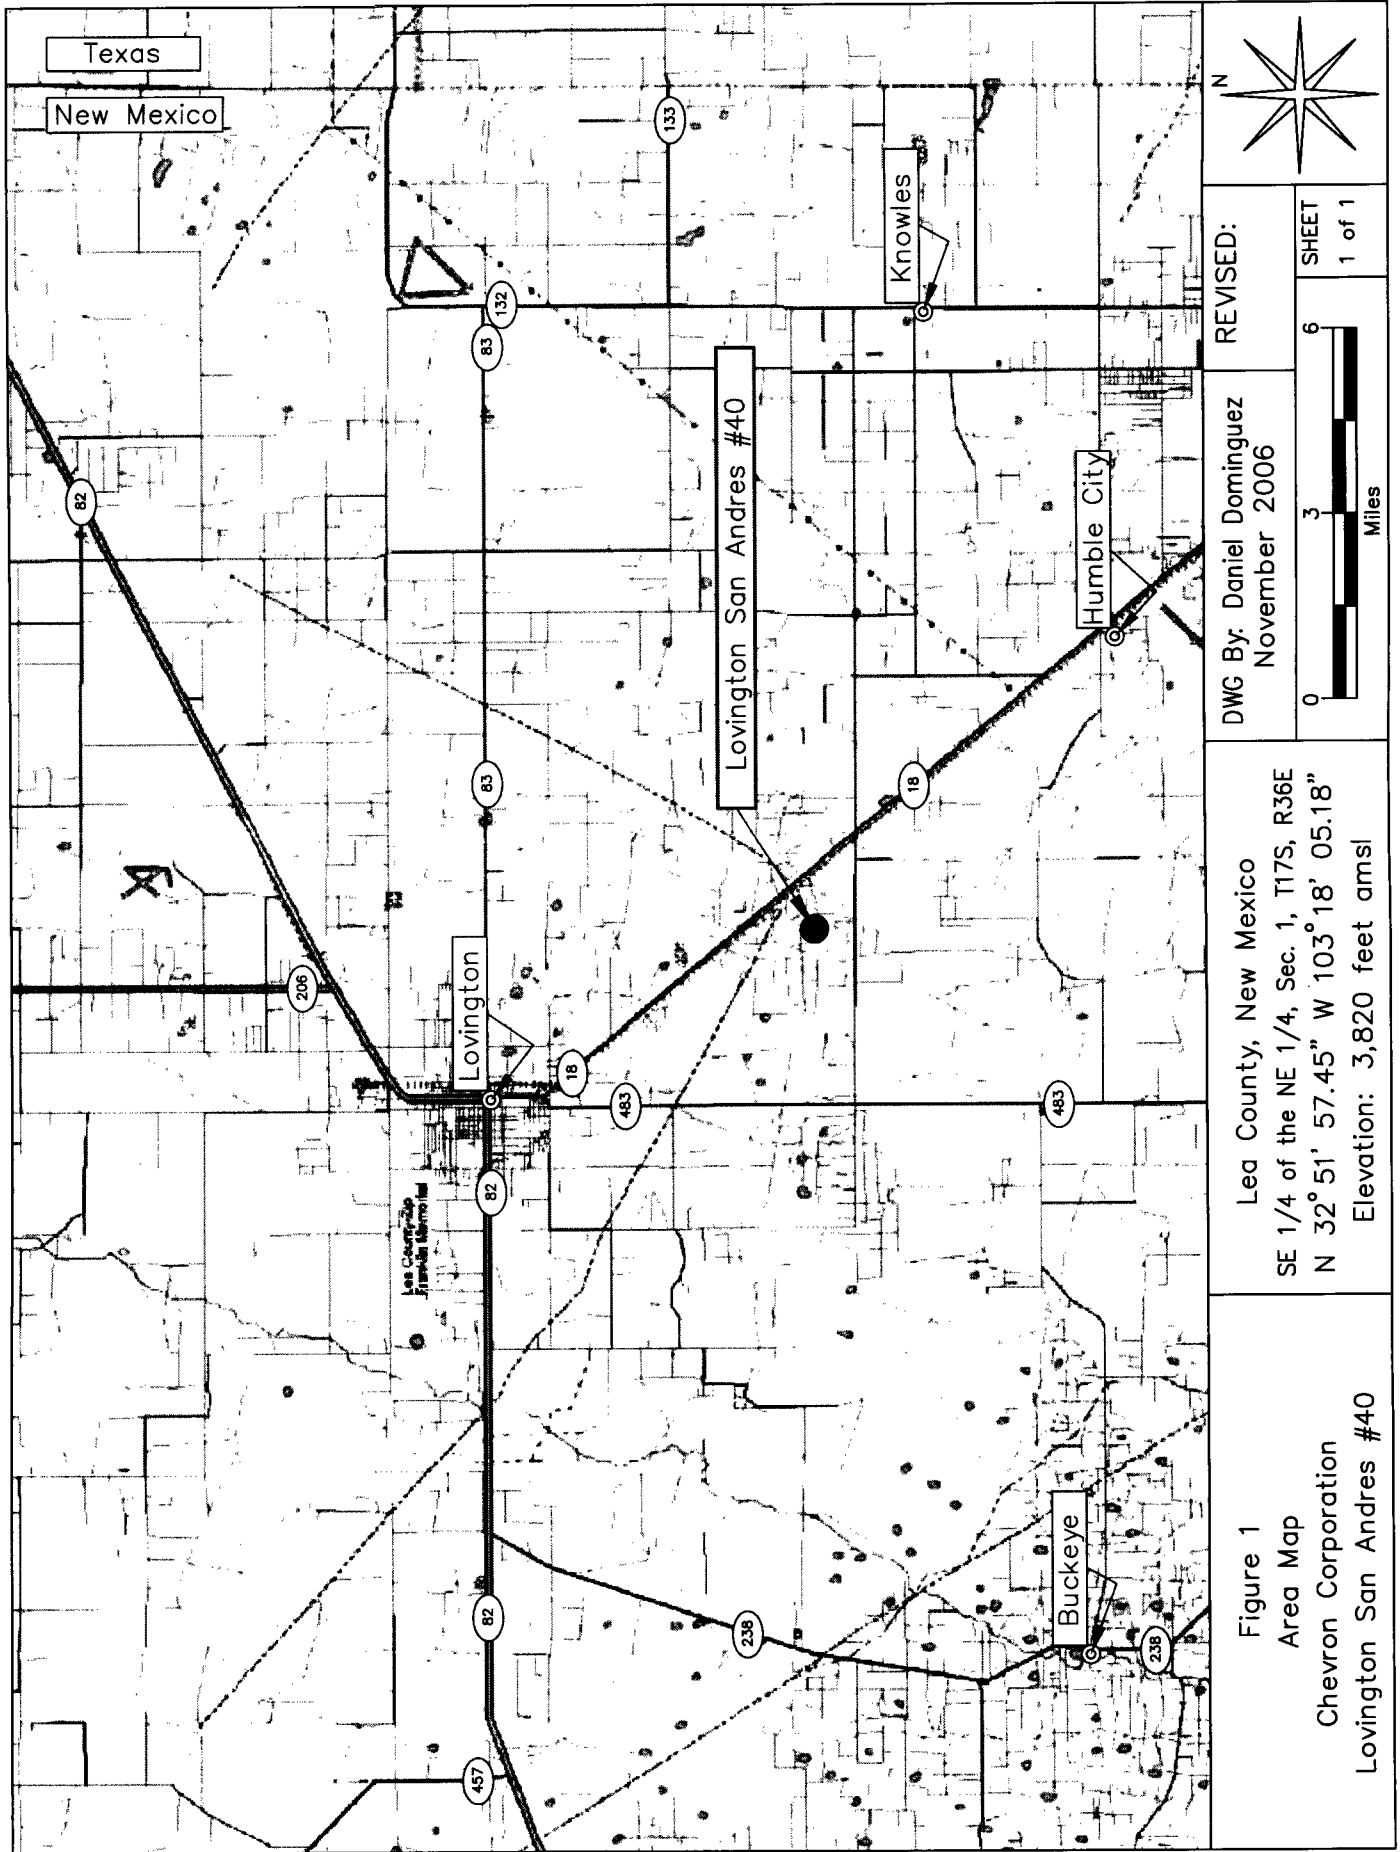 Texas
New Mexico
82
206
83
83
132
133
Knowles
Lovington San Andres #40
Lovington
18
18
Humble City
483
483
82
Lea County-Zip
Franklin Memorial
82
457
238
238
Buckeye
Figure 1
Area Map
Chevron Corporation
Lovington San Andres #40
Lea County, New Mexico
SE 1/4 of the NE 1/4, Sec. 1, T17S, R36E
N 32° 51' 57.45" W 103° 18' 05.18"
Elevation: 3,820 feet amsl
DWG By: Daniel Dominguez
November 2006
REVISED:
0 3 6
Miles
SHEET
1 of 1
N